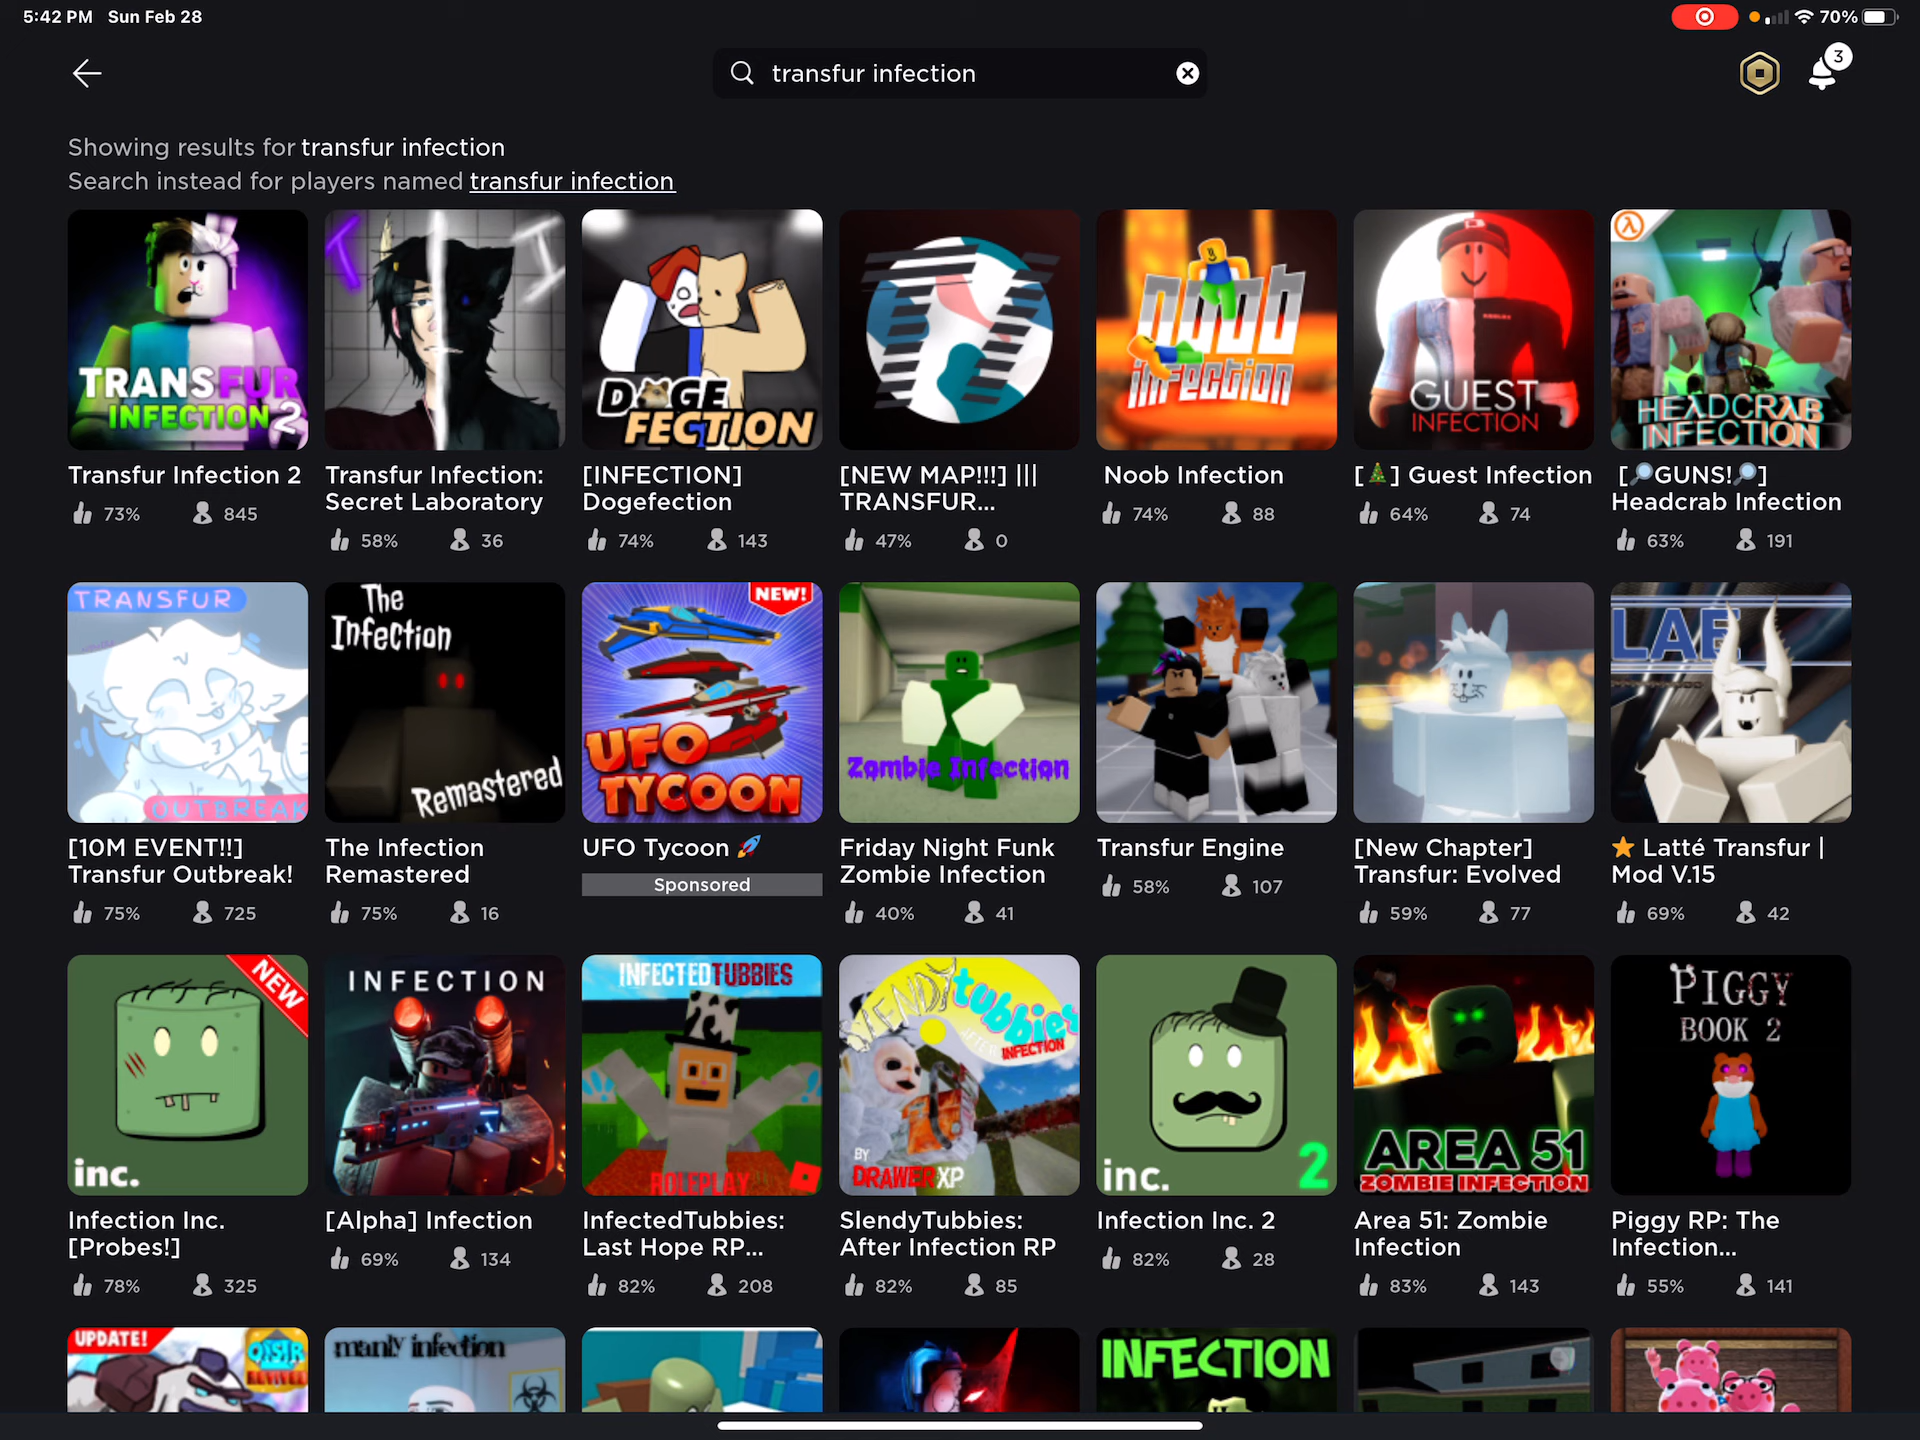 5:42 PM Sun Feb 28
70%
transfur infection
3
Showing results for transfur infection
Search instead for players named transfur infection
TRANSFUR
INFECTION 2
T I
DOGE
FECTION
NOOB
infection
GUEST
INFECTION
HEADCRAB
INFECTION
Transfur Infection 2
73% 845
Transfur Infection:
Secret Laboratory
58% 36
[INFECTION]
Dogefection
74% 143
[NEW MAP!!!] |||
TRANSFUR...
47% 0
Noob Infection
74% 88
[🎄] Guest Infection
64% 74
[🔎GUNS!🔎]
Headcrab Infection
63% 191
TRANSFUR
OUTBREAK
The
Infection
Remastered
NEW!
UFO
TYCOON
Zombie Infection
LAE
[10M EVENT!!]
Transfur Outbreak!
75% 725
The Infection
Remastered
75% 16
UFO Tycoon 🚀
Sponsored
Friday Night Funk
Zombie Infection
40% 41
Transfur Engine
58% 107
[New Chapter]
Transfur: Evolved
59% 77
⭐ Latté Transfur |
Mod V.15
69% 42
NEW
inc.
INFECTION
INFECTEDTUBBIES
ROLEPLAY
SLENDYtubbies
AFTER INFECTION
BY
DRAWERXP
inc. 2
AREA 51
ZOMBIE INFECTION
PIGGY
BOOK 2
Infection Inc.
[Probes!]
78% 325
[Alpha] Infection
69% 134
InfectedTubbies:
Last Hope RP...
82% 208
SlendyTubbies:
After Infection RP
82% 85
Infection Inc. 2
82% 28
Area 51: Zombie
Infection
83% 143
Piggy RP: The
Infection...
55% 141
UPDATE!
REVIVED
manly infection
INFECTION